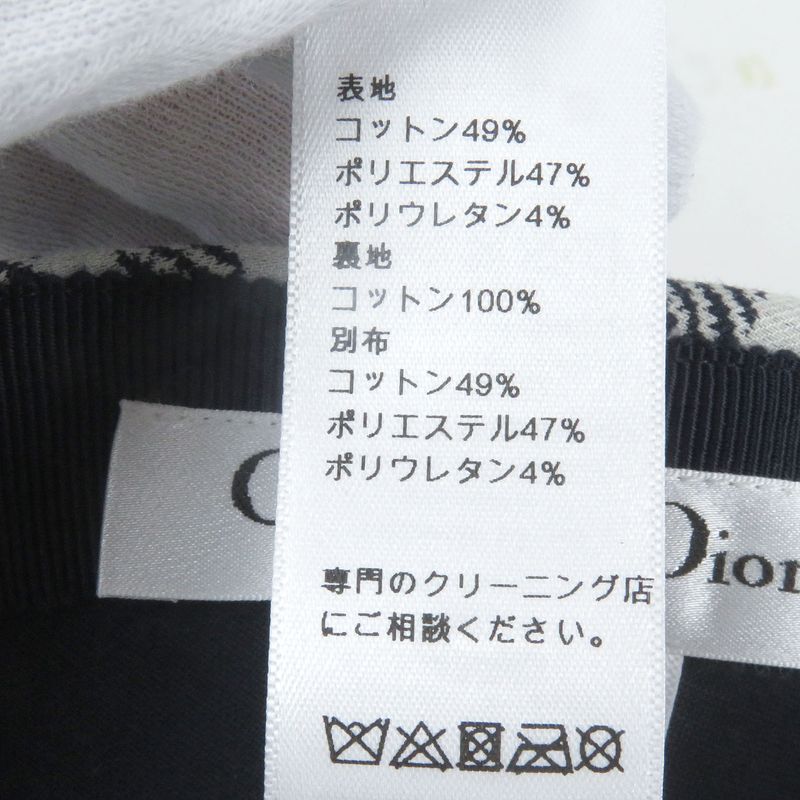 表地
コットン49%
ポリエステル47%
ポリウレタン4%
裏地
コットン100%
別布
コットン49%
ポリエステル47%
ポリウレタン4%
専門のクリーニング店
にご相談ください。
Dior